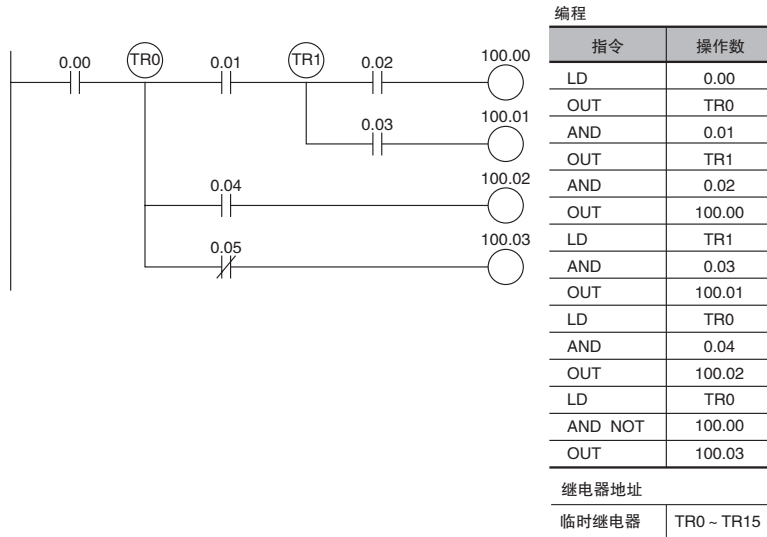 编程
0.00 TR0 0.01 TR1 0.02 100.00
0.03 100.01
0.04 100.02
0.05 100.03
指令 操作数
LD 0.00
OUT TR0
AND 0.01
OUT TR1
AND 0.02
OUT 100.00
LD TR1
AND 0.03
OUT 100.01
LD TR0
AND 0.04
OUT 100.02
LD TR0
AND NOT 100.00
OUT 100.03
继电器地址
临时继电器 TR0 ~ TR15